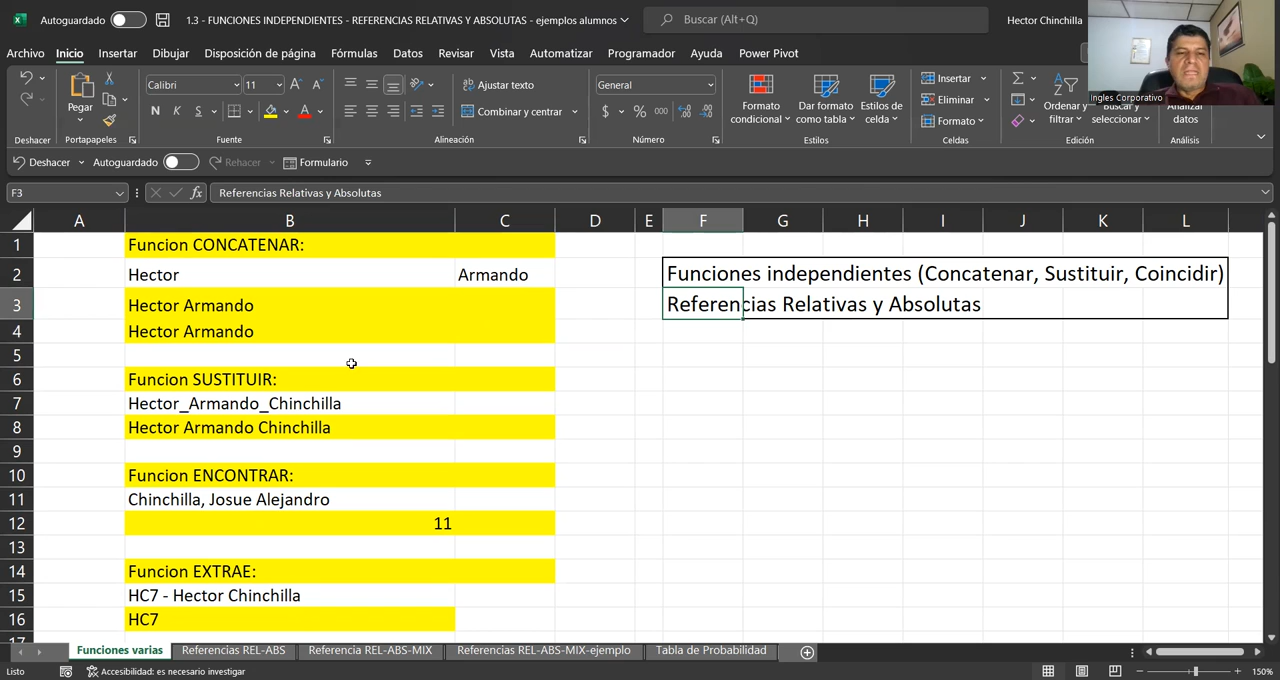 Autoguardado
1.3 - FUNCIONES INDEPENDIENTES - REFERENCIAS RELATIVAS Y ABSOLUTAS - ejemplos alumnos
Buscar (Alt+Q)
Hector Chinchilla
Archivo Inicio Insertar Dibujar Disposición de página Fórmulas Datos Revisar Vista Automatizar Programador Ayuda Power Pivot
Ingles Corporativo
Pegar
Calibri 11
N K S
Ajustar texto
Combinar y centrar
General
$ % 000
Formato condicional
Dar formato como tabla
Estilos de celda
Insertar
Eliminar
Formato
Ordenar y filtrar
Buscar y seleccionar
Analizar datos
Deshacer Portapapeles Fuente Alineación Número Estilos Celdas Edición Análisis
Deshacer Autoguardado Rehacer Formulario
F3 fx Referencias Relativas y Absolutas
A B C D E F G H I J K L
1 Funcion CONCATENAR:
2 Hector Armando Funciones independientes (Concatenar, Sustituir, Coincidir)
3 Hector Armando Referencias Relativas y Absolutas
4 Hector Armando
5
6 Funcion SUSTITUIR:
7 Hector_Armando_Chinchilla
8 Hector Armando Chinchilla
9
10 Funcion ENCONTRAR:
11 Chinchilla, Josue Alejandro
12 11
13
14 Funcion EXTRAE:
15 HC7 - Hector Chinchilla
16 HC7
17
Funciones varias Referencias REL-ABS Referencia REL-ABS-MIX Referencias REL-ABS-MIX-ejemplo Tabla de Probabilidad
Listo Accesibilidad: es necesario investigar 150%